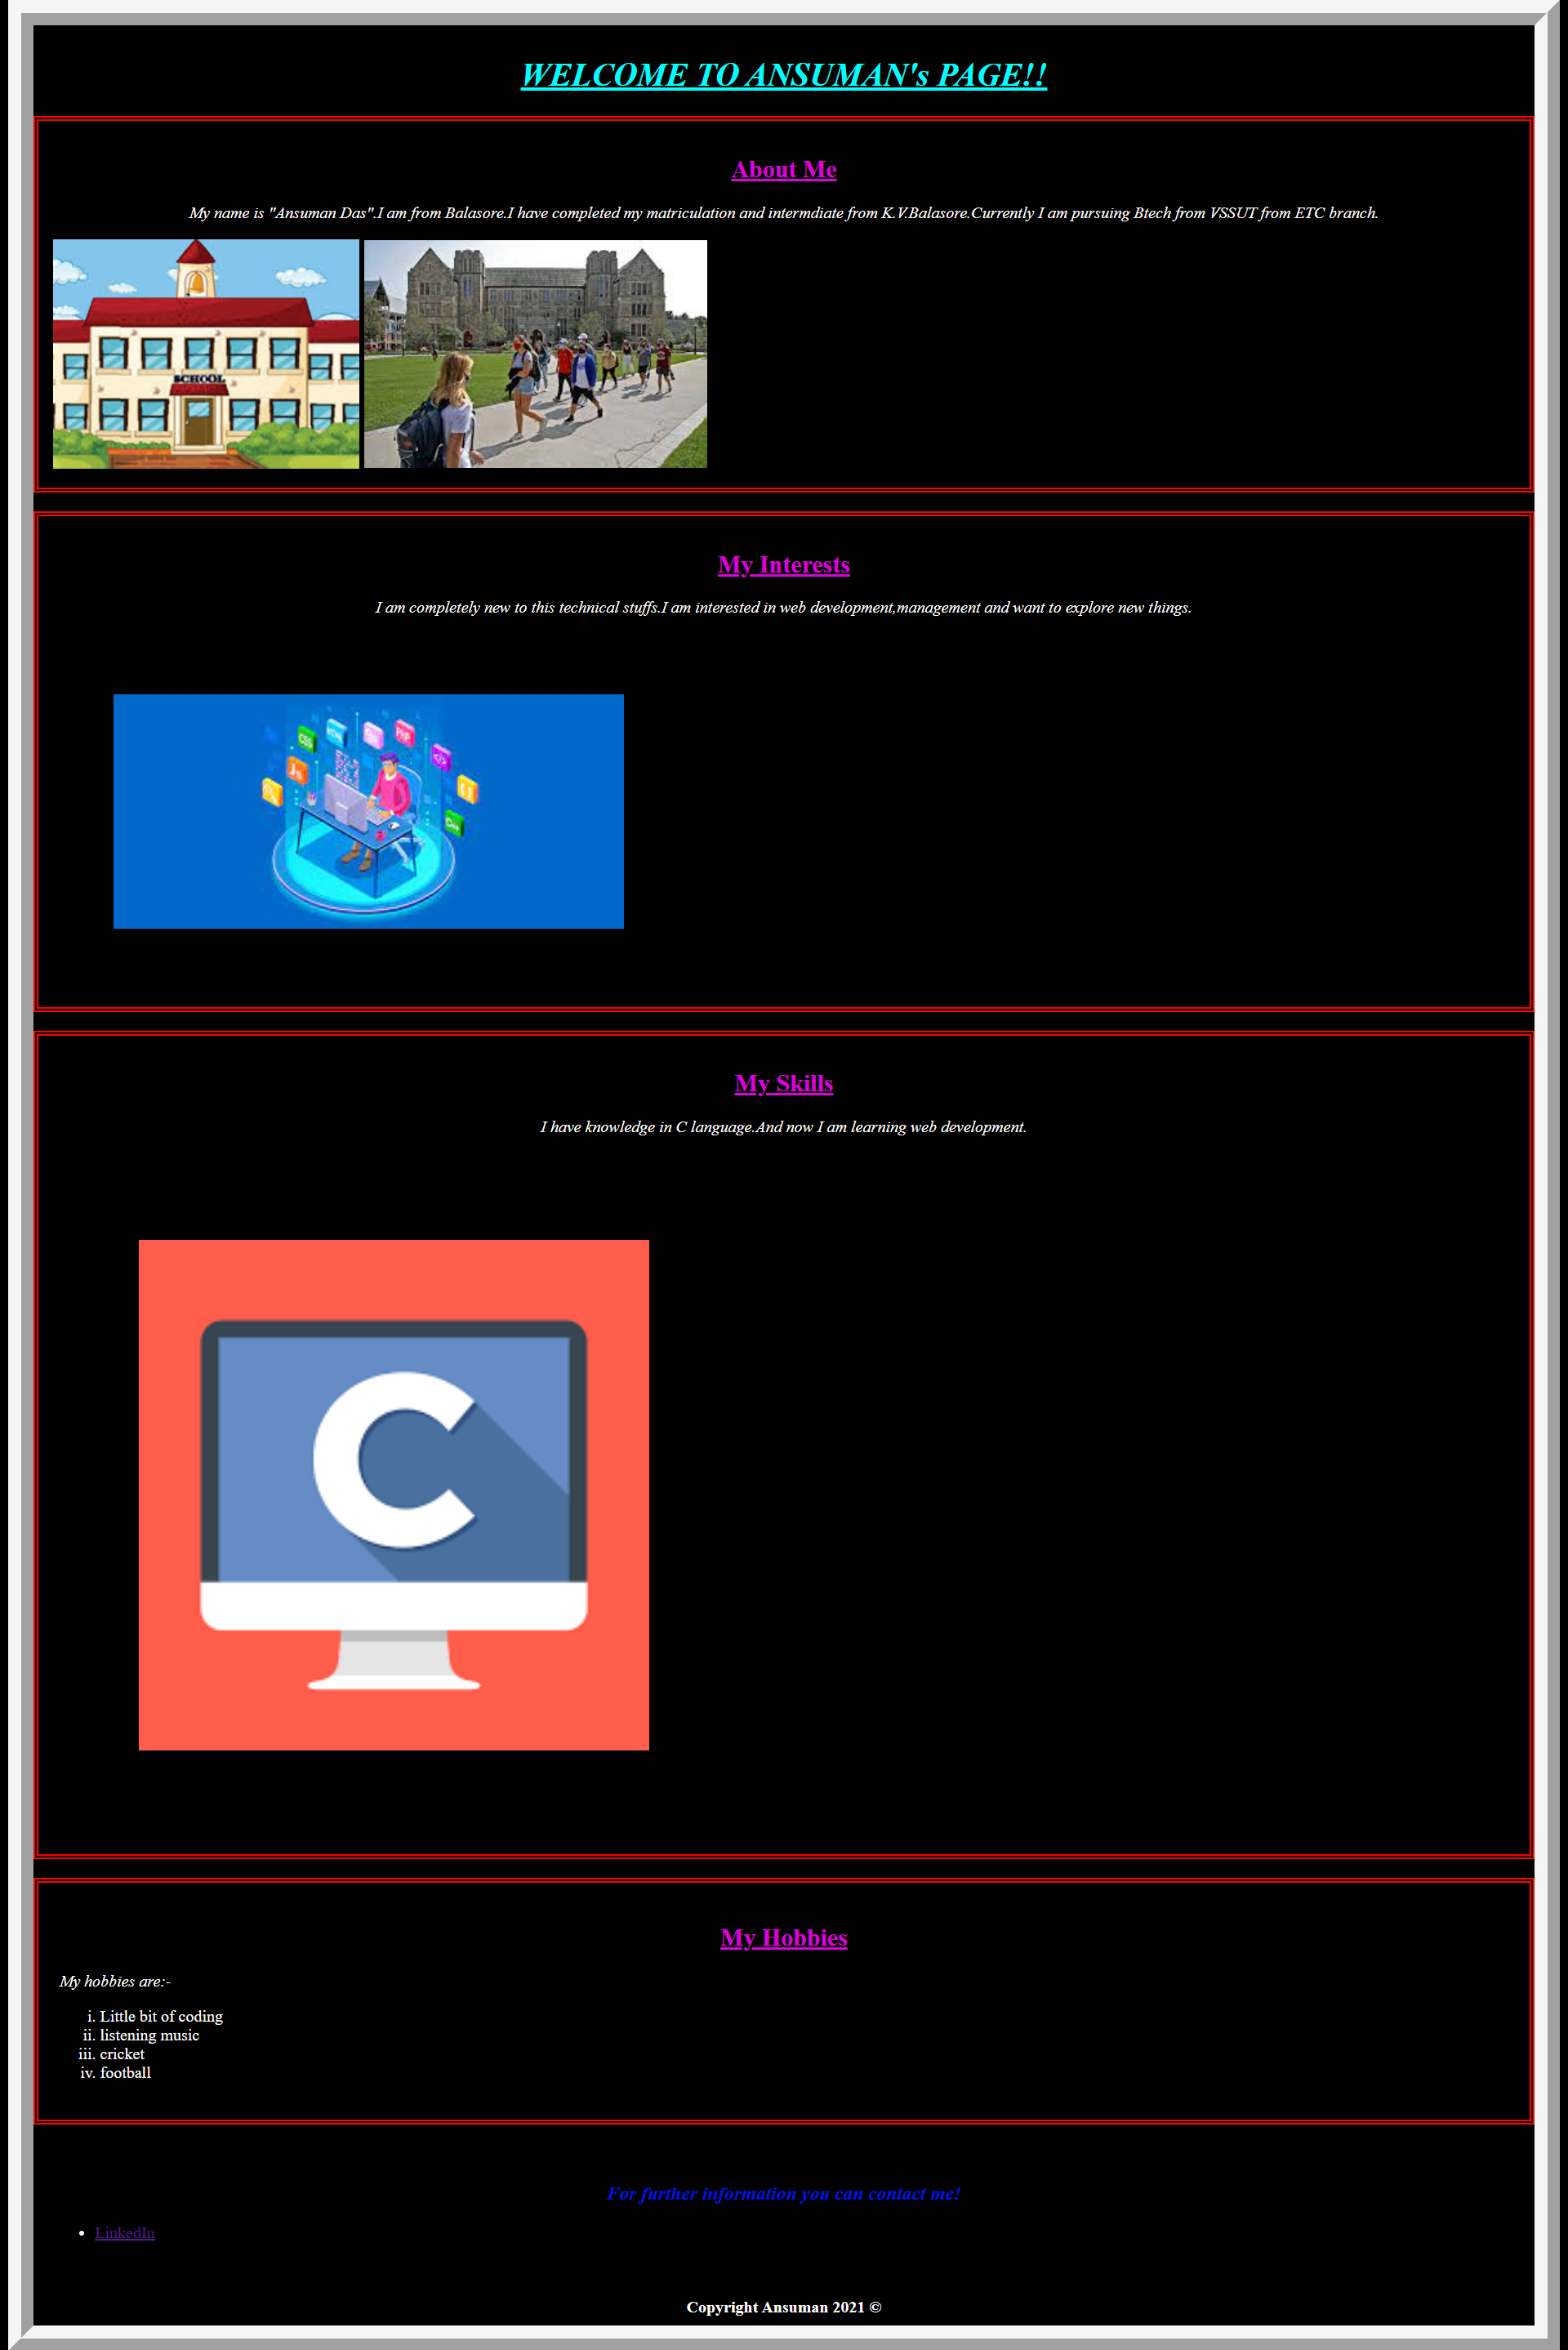 WELCOME TO ANSUMAN's PAGE!!
About Me
My name is "Ansuman Das".I am from Balasore.I have completed my matriculation and intermdiate from K.V.Balasore.Currently I am pursuing Btech from VSSUT from ETC branch.
SCHOOL
My Interests
I am completely new to this technical stuffs.I am interested in web development,management and want to explore new things.
CSS
HTML
PHP
Js
</>
C++
My Skills
I have knowledge in C language.And now I am learning web development.
C
My Hobbies
My hobbies are:-
i. Little bit of coding
ii. listening music
iii. cricket
iv. football
For further information you can contact me!
• LinkedIn
Copyright Ansuman 2021 ©